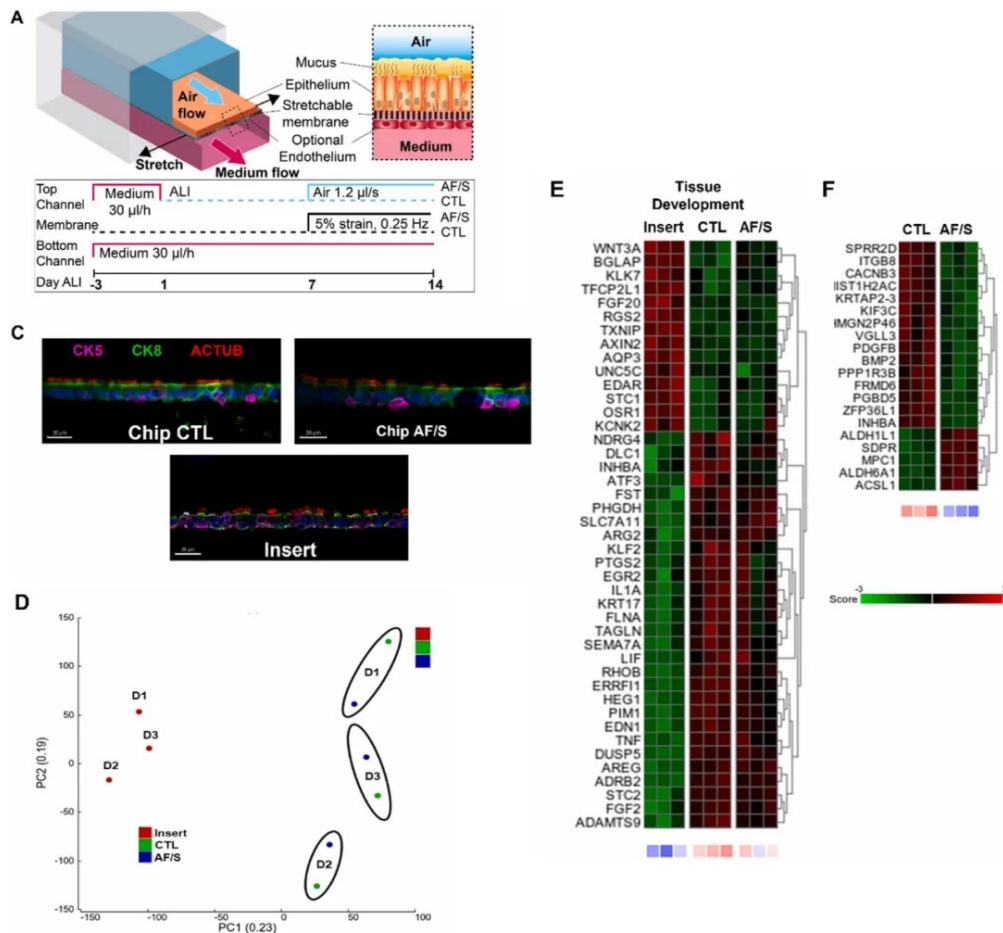 A
Air
Mucus
Epithelium
Stretchable
membrane
Optional
Endothelium
Air
flow
Stretch
Medium flow
Medium
Top
Channel
Medium
30 µl/h
ALI
Air 1.2 µl/s
AF/S
CTL
Membrane
5% strain, 0.25 Hz
AF/S
CTL
Bottom
Channel
Medium 30 µl/h
Day ALI
-3
1
7
14
C
CK5 CK8 ACTUB
Chip CTL
Chip AF/S
Insert
D
PC2 (0.19)
150
100
50
0
-50
-100
-150
D1
D3
D2
D1
D3
D2
Insert
CTL
AF/S
-150 -100 -50 0 50 100
PC1 (0.23)
E
Tissue
Development
Insert CTL AF/S
WNT3A
BGLAP
KLK7
TFCP2L1
FGF20
RGS2
TXNIP
AXIN2
AQP3
UNC5C
EDAR
STC1
OSR1
KCNK2
NDRG4
DLC1
INHBA
ATF3
FST
PHGDH
SLC7A11
ARG2
KLF2
PTGS2
EGR2
IL1A
KRT17
FLNA
TAGLN
SEMA7A
LIF
RHOB
ERRFI1
HEG1
PIM1
EDN1
TNF
DUSP5
AREG
ADRB2
STC2
FGF2
ADAMTS9
F
CTL AF/S
SPRR2D
ITGB8
CACNB3
IIST1H2AC
KRTAP2-3
KIF3C
HMGN2P46
VGLL3
PDGFB
BMP2
PPP1R3B
FRMD6
PGBD5
ZFP36L1
INHBA
ALDH1L1
SDPR
MPC1
ALDH6A1
ACSL1
-3
Score